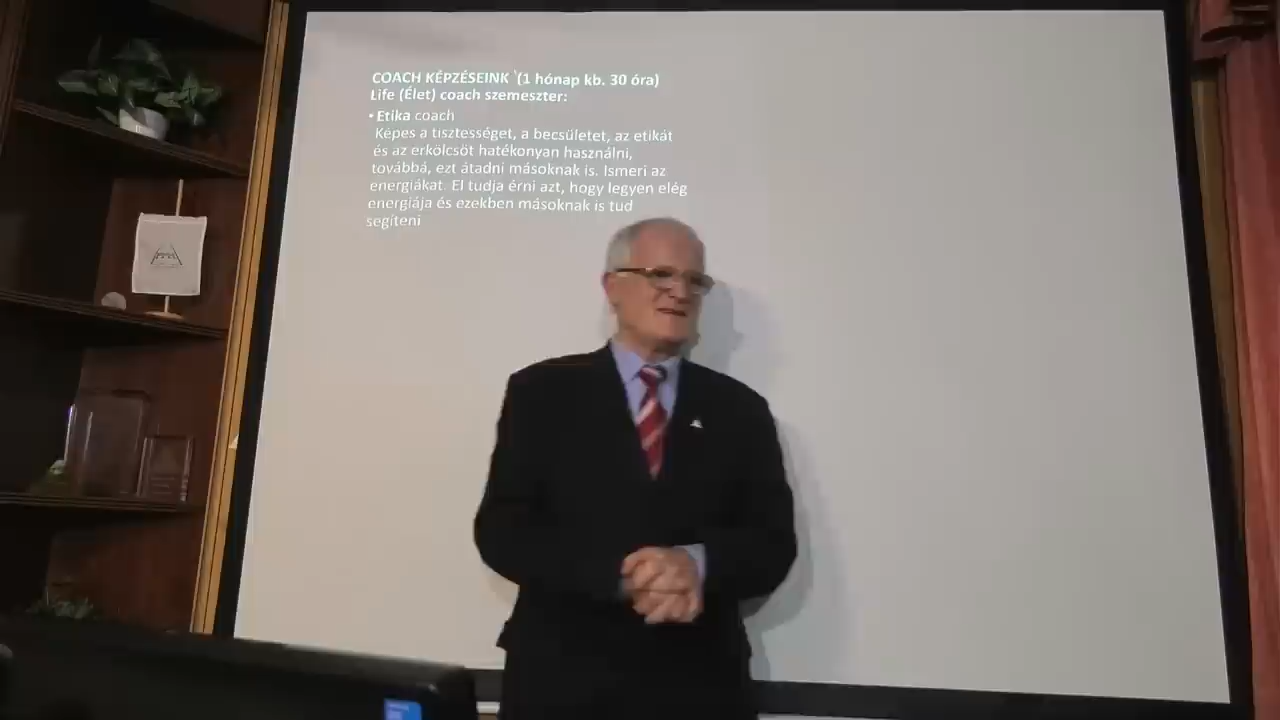 COACH KÉPZÉSEINK (1 hónap kb. 30 óra)
Life (Élet) coach szemeszter:
• Etika coach
Képes a tisztességet, a becsületet, az etikát
és az erkölcsöt hatékonyan használni,
továbbá, ezt átadni másoknak is. Ismeri az
energiákat. El tudja érni azt, hogy legyen elég
energiája és ezekben másoknak is tud
segíteni